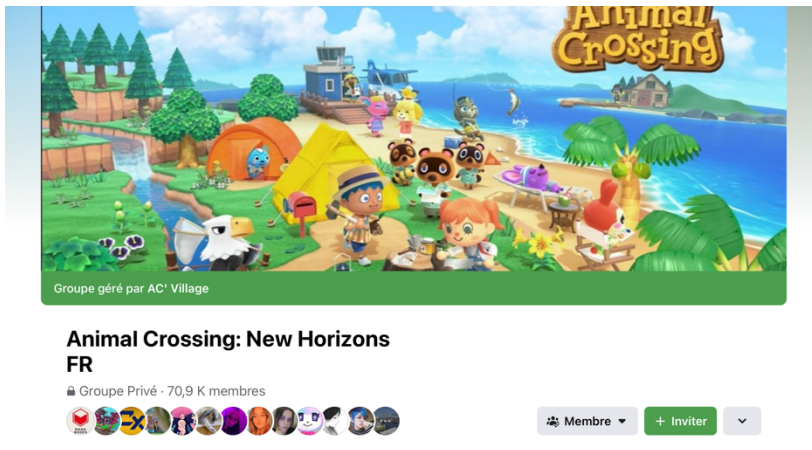 Animal
Crossing
Groupe géré par AC' Village
Animal Crossing: New Horizons
FR
Groupe Privé · 70,9 K membres
Membre
+ Inviter